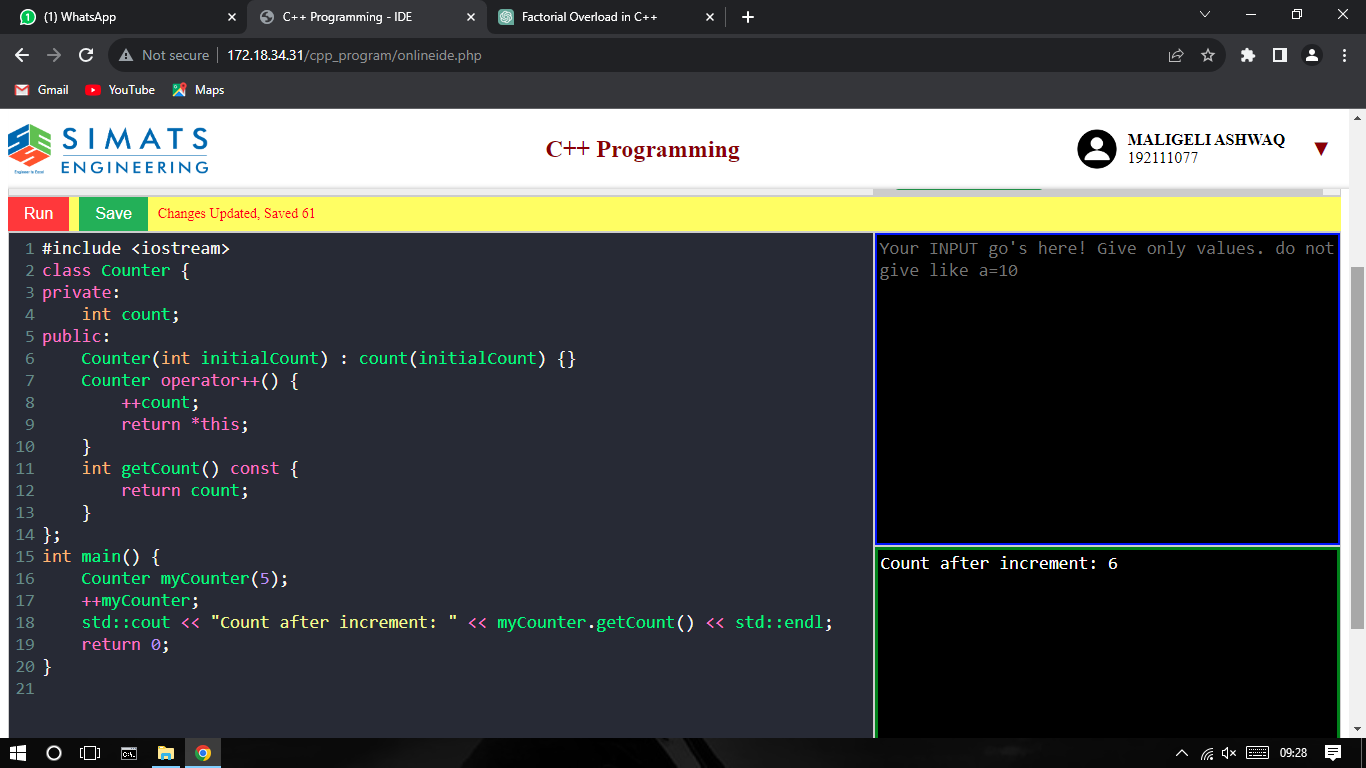 (1) WhatsApp
C++ Programming - IDE
Factorial Overload in C++
Not secure
172.18.34.31/cpp_program/onlineide.php
Gmail
YouTube
Maps
SIMATS
ENGINEERING
Engineer to Excel
C++ Programming
MALIGELI ASHWAQ
192111077
Run
Save
Changes Updated, Saved 61
1 #include <iostream>
2 class Counter {
3 private:
4     int count;
5 public:
6     Counter(int initialCount) : count(initialCount) {}
7     Counter operator++() {
8         ++count;
9         return *this;
10     }
11     int getCount() const {
12         return count;
13     }
14 };
15 int main() {
16     Counter myCounter(5);
17     ++myCounter;
18     std::cout << "Count after increment: " << myCounter.getCount() << std::endl;
19     return 0;
20 }
21
Your INPUT go's here! Give only values. do not
give like a=10
Count after increment: 6
09:28